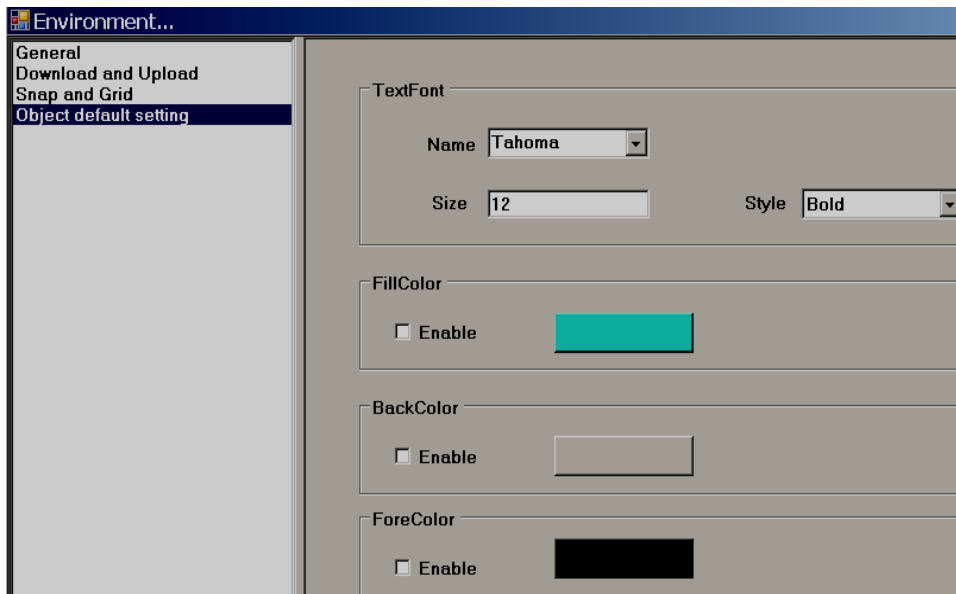 Environment...
General
Download and Upload
Snap and Grid
Object default setting
TextFont
Name Tahoma
Size 12 Style Bold
FillColor
Enable
BackColor
Enable
ForeColor
Enable